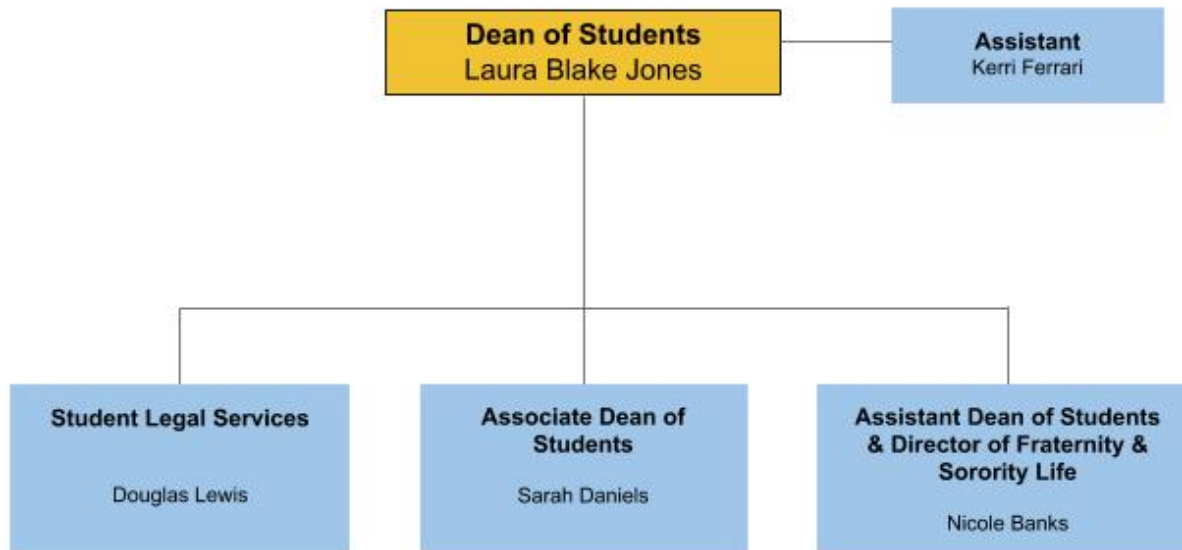 Dean of Students
Laura Blake Jones
Assistant
Kerri Ferrari
Student Legal Services
Douglas Lewis
Associate Dean of
Students
Sarah Daniels
Assistant Dean of Students
& Director of Fraternity &
Sorority Life
Nicole Banks